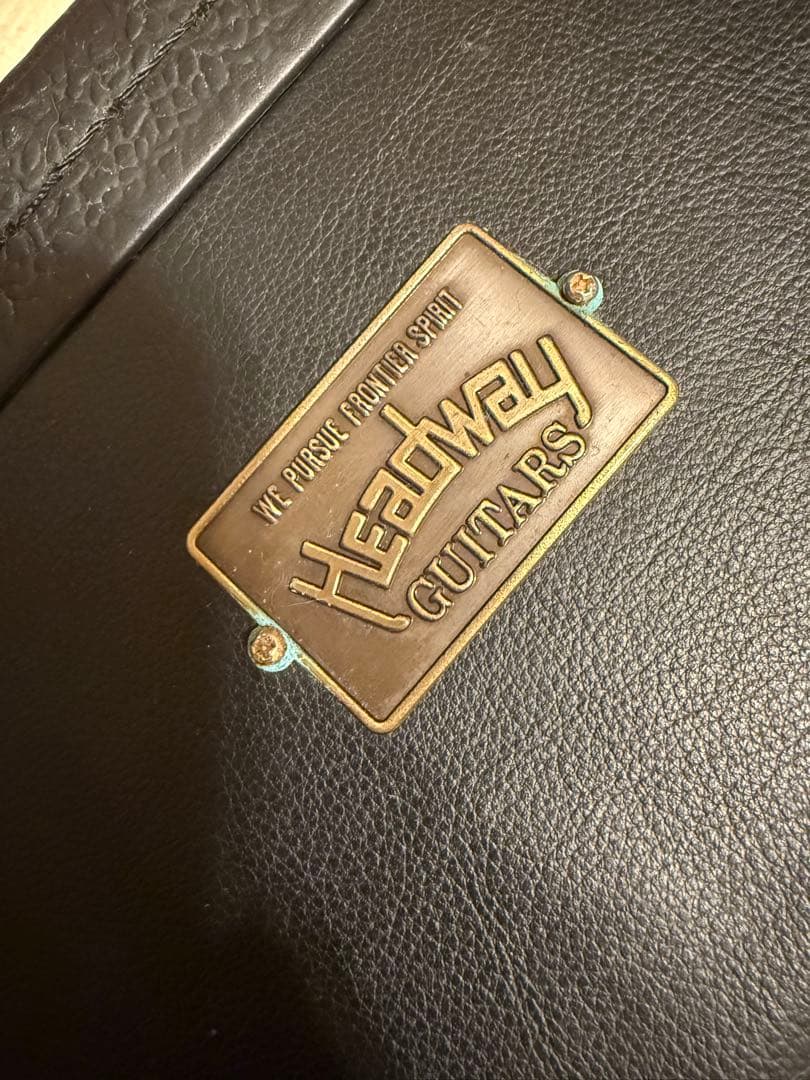 WE PURSUE FRONTIER SPIRIT
Headway
GUITARS